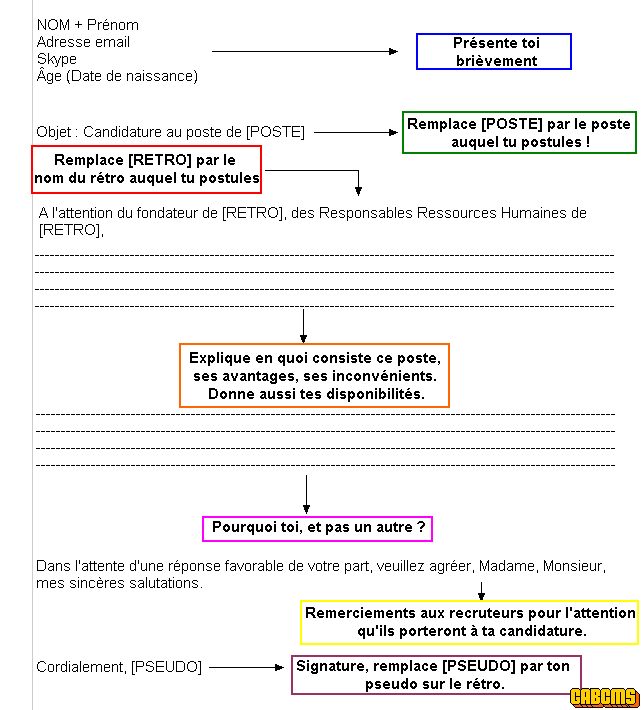 NOM + Prénom
Adresse email
Skype
Âge (Date de naissance)
Présente toi
brièvement
Objet : Candidature au poste de [POSTE]
Remplace [POSTE] par le poste
auquel tu postules !
Remplace [RETRO] par le
nom du rétro auquel tu postules
A l'attention du fondateur de [RETRO], des Responsables Ressources Humaines de
[RETRO],
Explique en quoi consiste ce poste,
ses avantages, ses inconvénients.
Donne aussi tes disponibilités.
Pourquoi toi, et pas un autre ?
Dans l'attente d'une réponse favorable de votre part, veuillez agréer, Madame, Monsieur,
mes sincères salutations.
Remerciements aux recruteurs pour l'attention
qu'ils porteront à ta candidature.
Cordialement, [PSEUDO]
Signature, remplace [PSEUDO] par ton
pseudo sur le rétro.
CABCMS